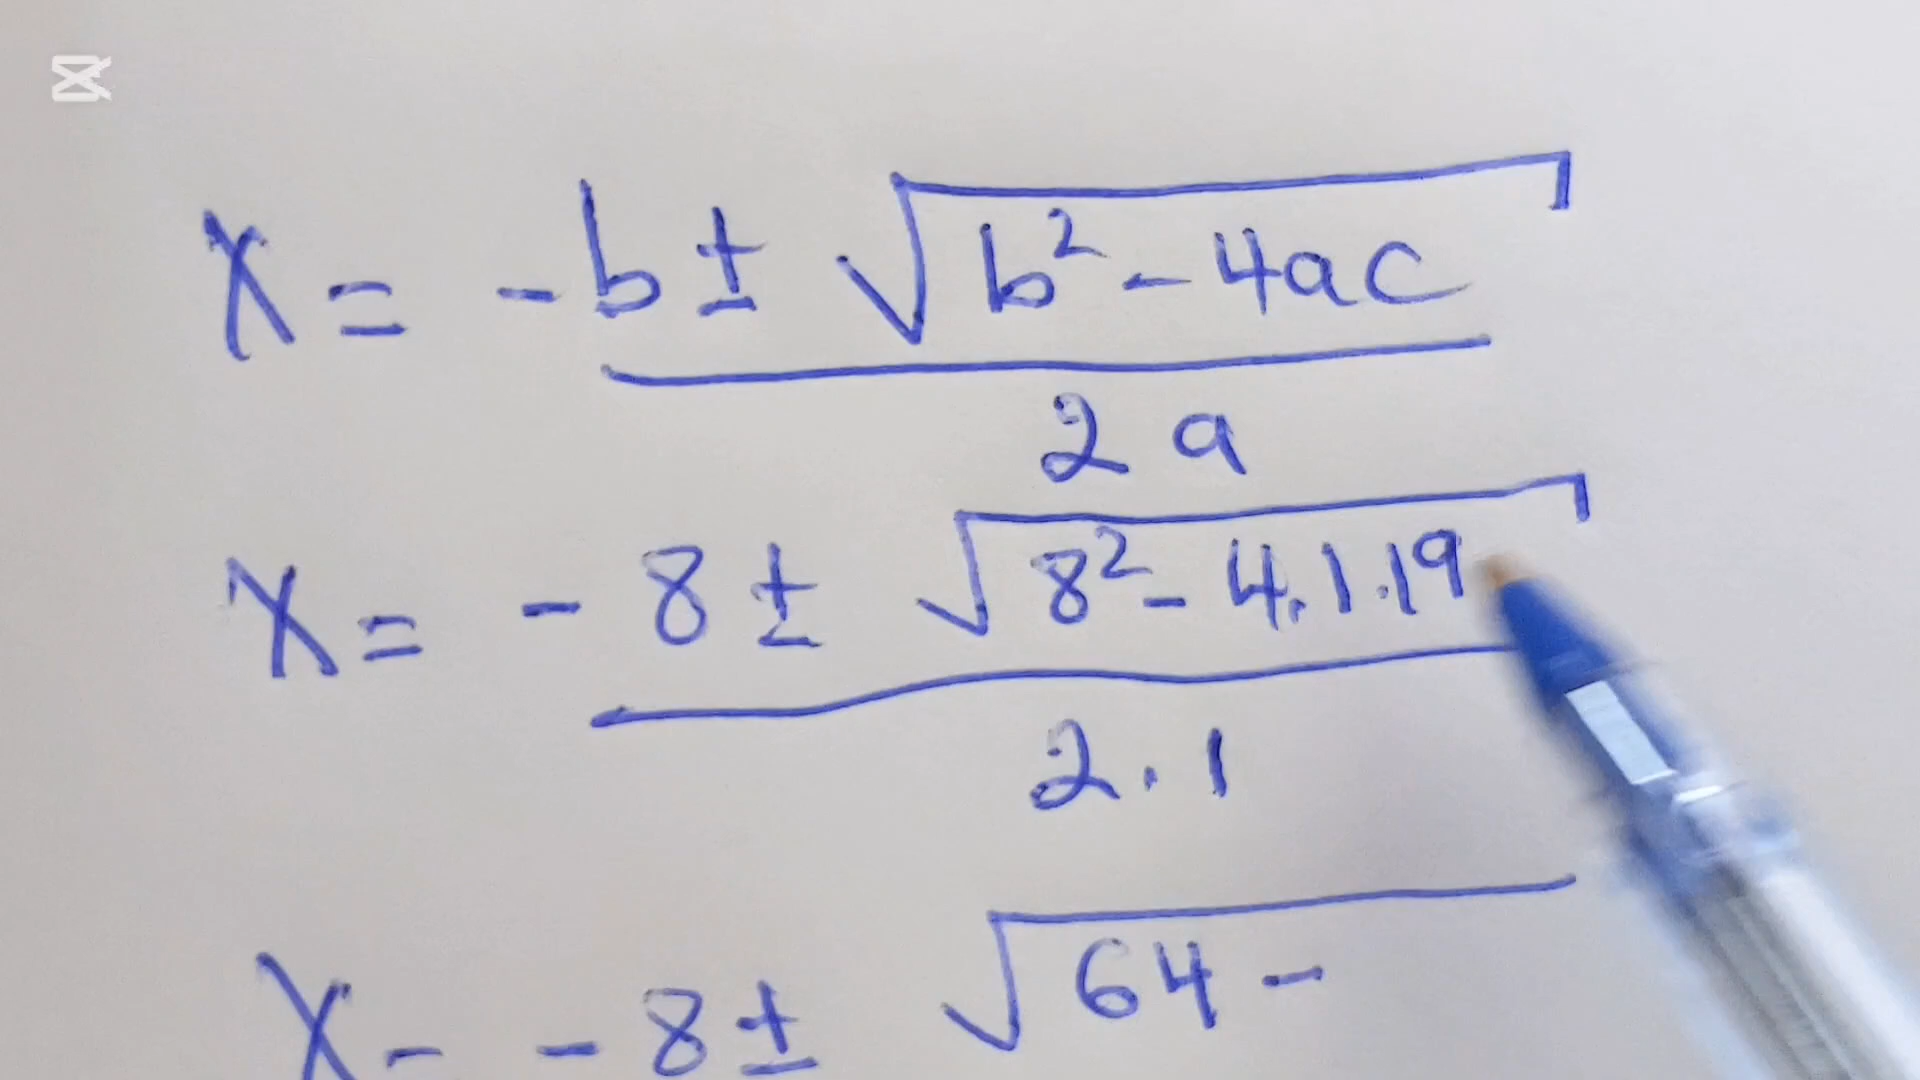 x = -b ± √b² - 4ac
2a
x = -8 ± √8² - 4.1.19
2.1
x = -8 ± √64 -